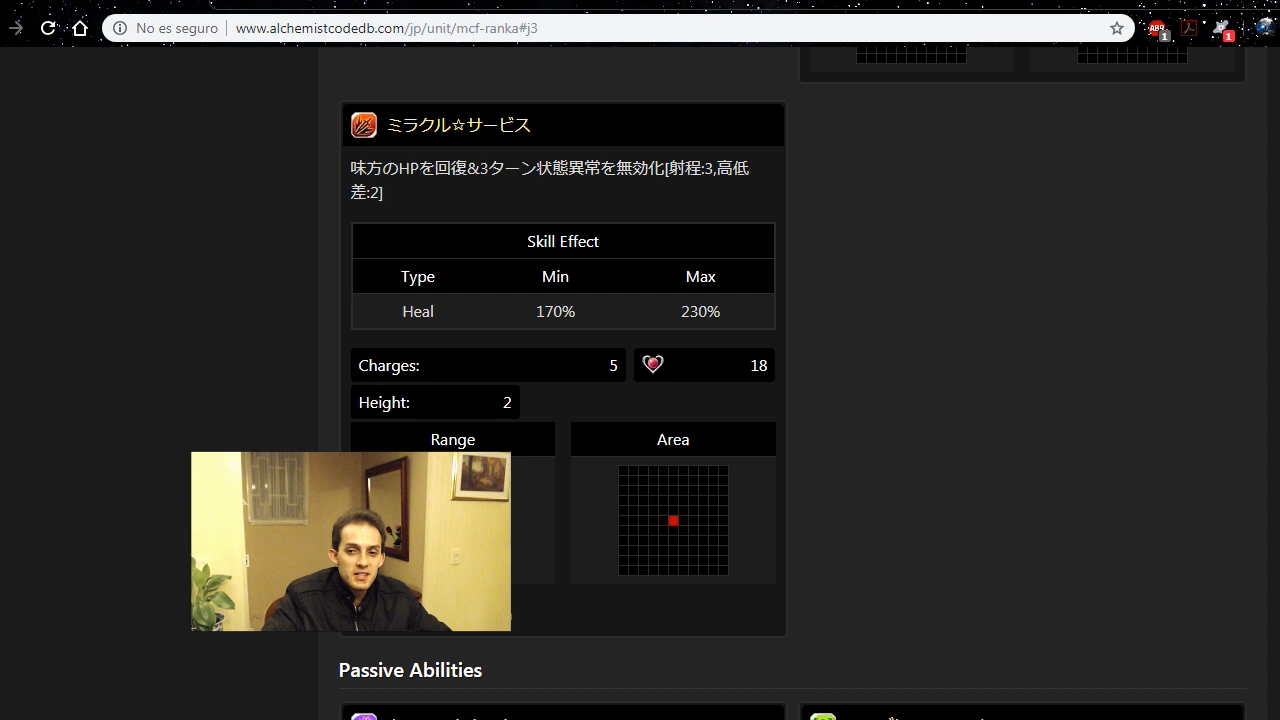 No es seguro www.alchemistcodedb.com/jp/unit/mcf-ranka#j3
ABP 1
1
ミラクル☆サービス
味方のHPを回復&3ターン状態異常を無効化[射程:3,高低
差:2]
Skill Effect
Type Min Max
Heal 170% 230%
Charges: 5
18
Height: 2
Range Area
Passive Abilities